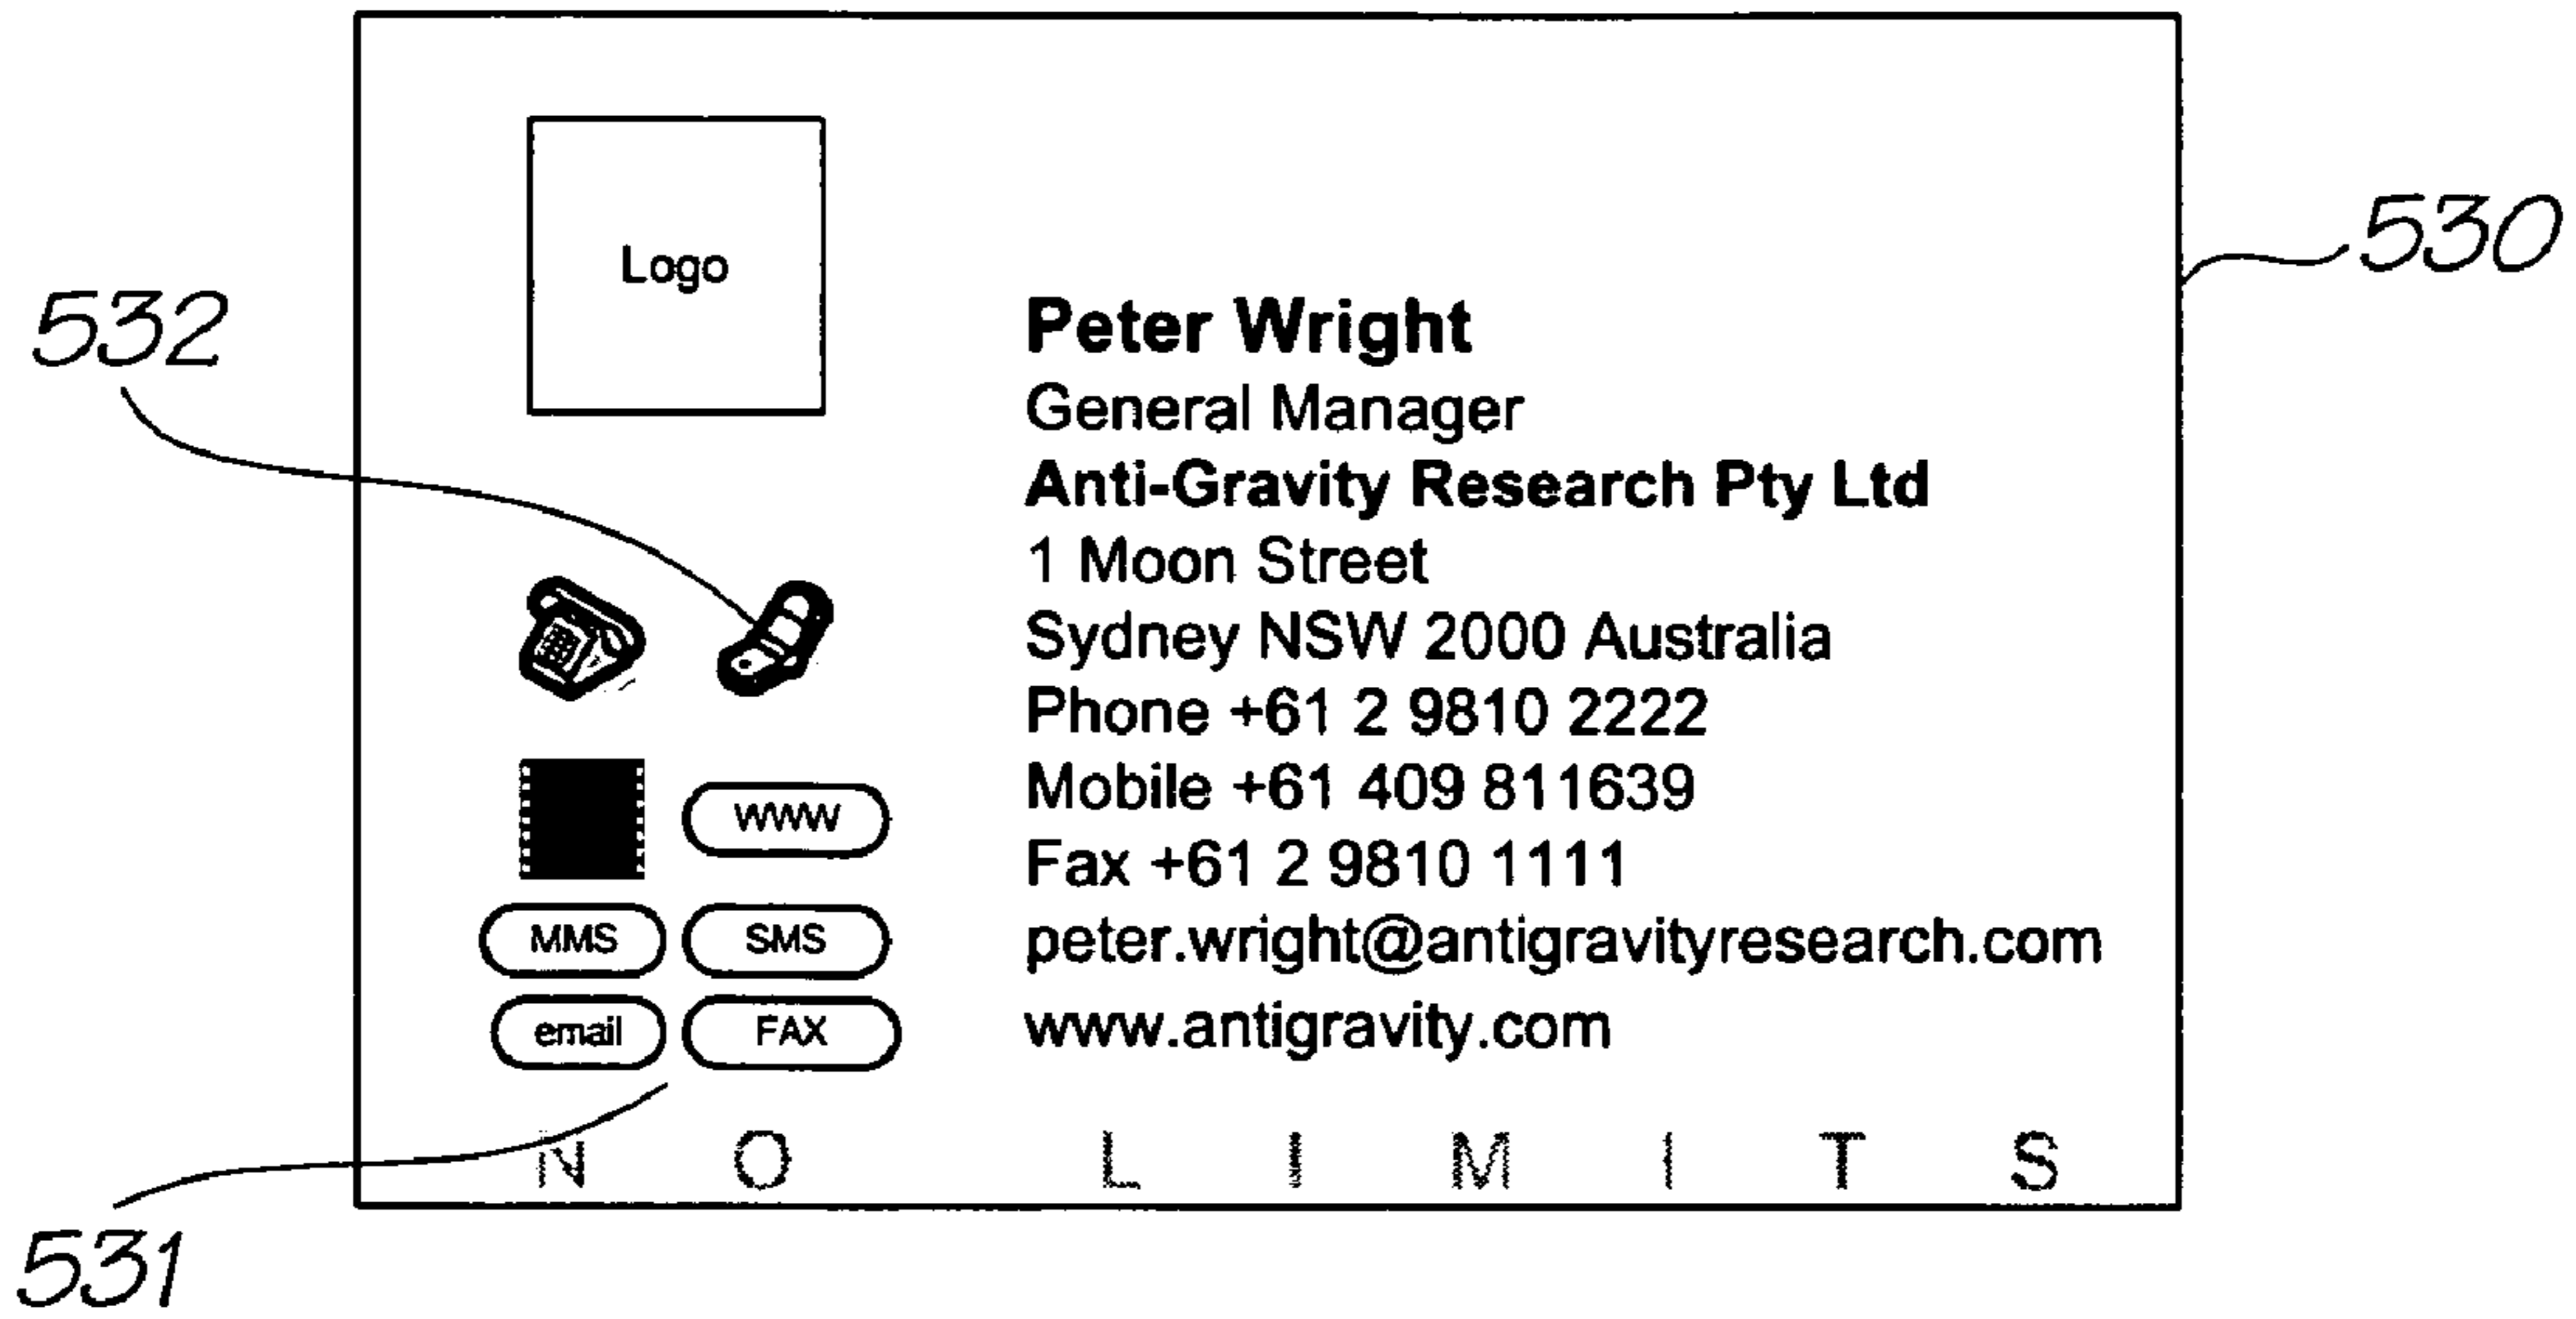 530
Logo
532
Peter Wright
General Manager
Anti-Gravity Research Pty Ltd
1 Moon Street
Sydney NSW 2000 Australia
Phone +61 2 9810 2222
Mobile +61 409 811639
Fax +61 2 9810 1111
peter.wright@antigravityresearch.com
www.antigravity.com
WWW
MMS SMS
email FAX
N O L I M I T S
531